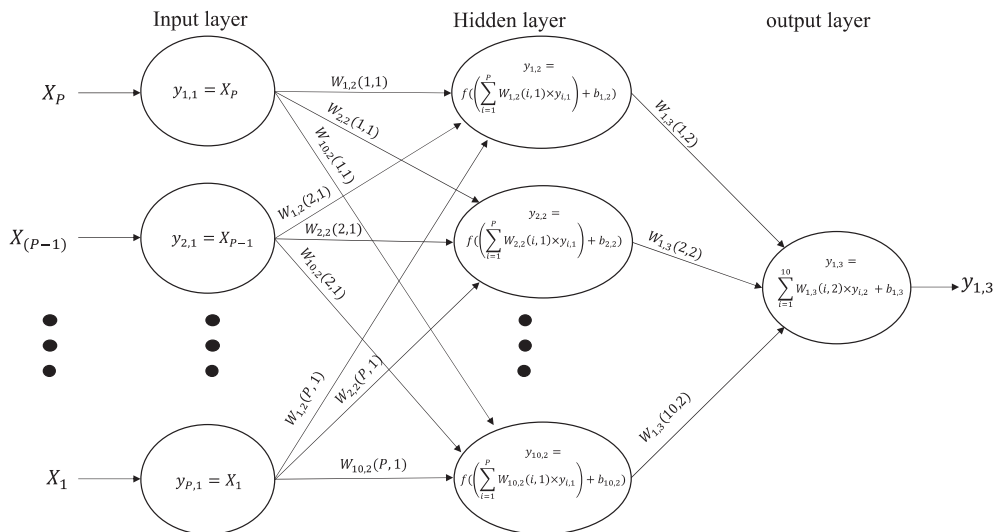 Input layer
Hidden layer
output layer
X_P
y_{1,1} = X_P
W_{1,2}(1,1)
W_{2,2}(1,1)
W_{10,2}(1,1)
y_{1,2} =
f((∑_{i=1}^{P} W_{1,2}(i,1)×y_{i,1}) + b_{1,2})
W_{1,3}(1,2)
X_{(P−1)}
y_{2,1} = X_{P−1}
W_{1,2}(2,1)
W_{2,2}(2,1)
W_{10,2}(2,1)
y_{2,2} =
f((∑_{i=1}^{P} W_{2,2}(i,1)×y_{i,1}) + b_{2,2})
W_{1,3}(2,2)
y_{1,3} =
∑_{i=1}^{10} W_{1,3}(i,2)×y_{i,2} + b_{1,3}
y_{1,3}
X_1
y_{P,1} = X_1
W_{1,2}(P,1)
W_{2,2}(P,1)
W_{10,2}(P,1)
y_{10,2} =
f((∑_{i=1}^{P} W_{10,2}(i,1)×y_{i,1}) + b_{10,2})
W_{1,3}(10,2)